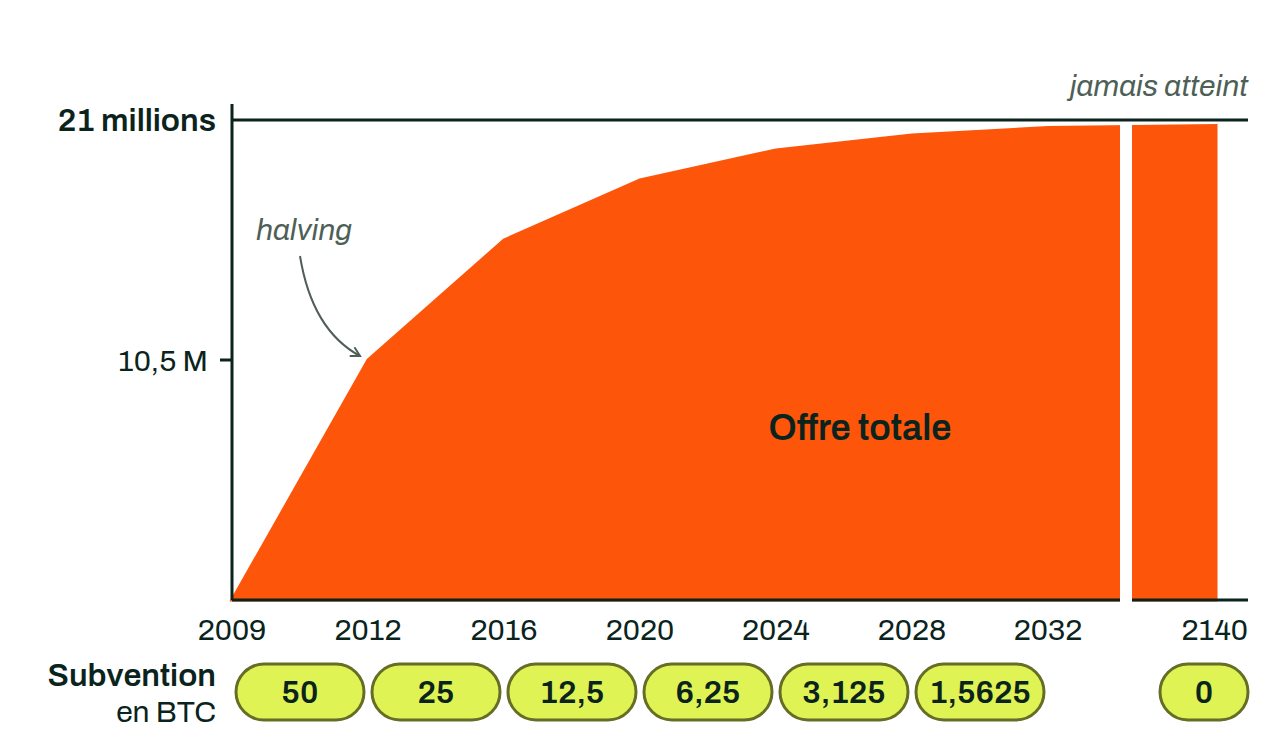 jamais atteint
21 millions
halving
10,5 M
Offre totale
2009 2012 2016 2020 2024 2028 2032 2140
Subvention
en BTC
50 25 12,5 6,25 3,125 1,5625 0